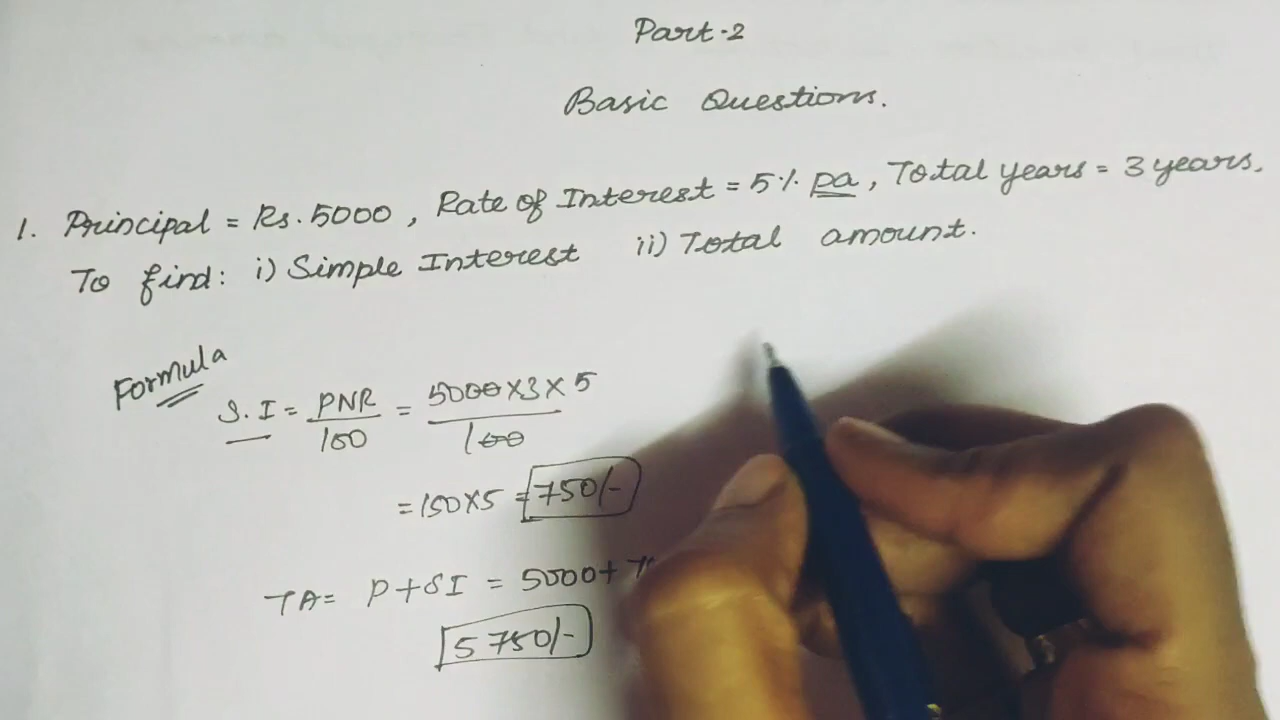 Part-2
Basic Questions.
1. Principal = Rs. 5000, Rate of Interest = 5% pa, Total years = 3 years.
To find: i) Simple Interest ii) Total amount.
Formula
S.I = PNR/100 = 5000×3×5/100
= 150×5 = 750/-
TA = P+SI = 5000+
5750/-